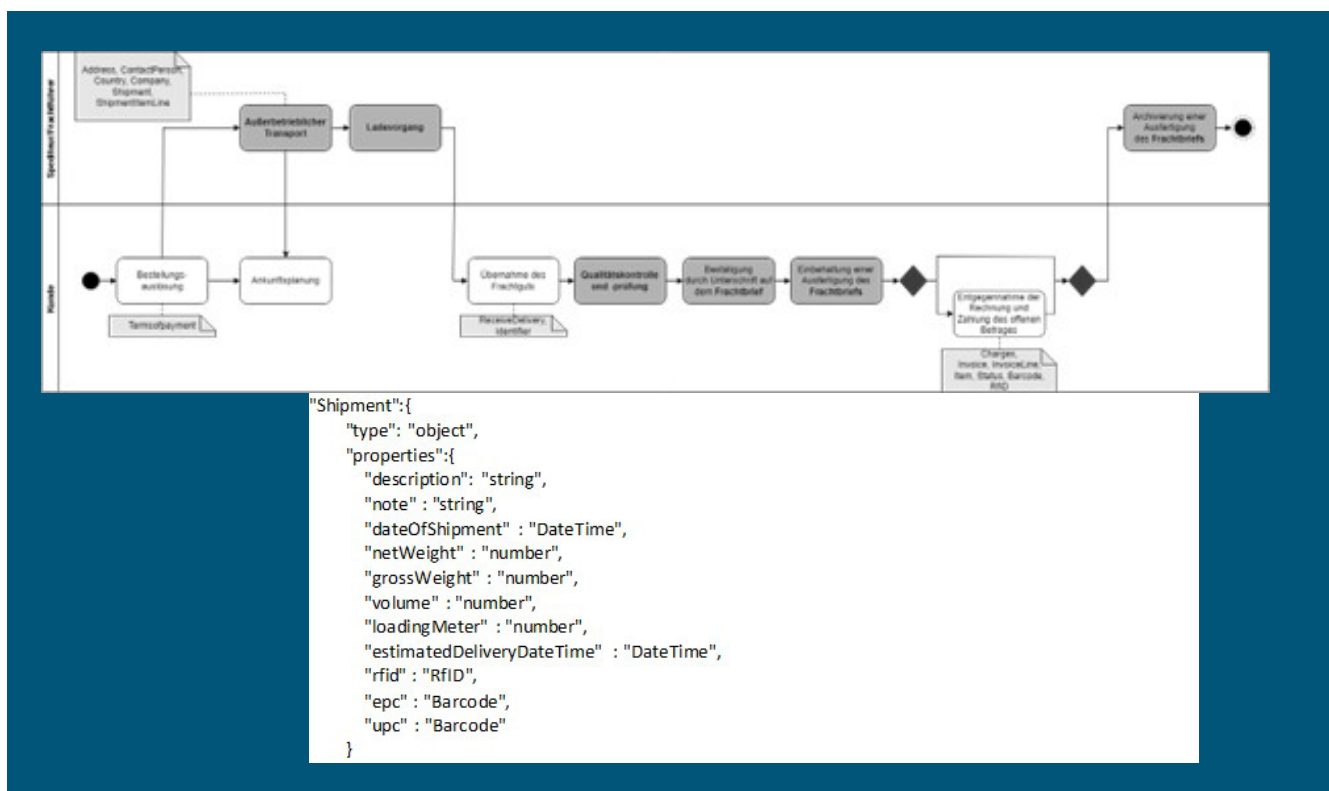 Address, ContactPerson,
Country, Company,
Shipment,
ShipmentItemLine
Spediteur/Frachtführer
Außerbetrieblicher
Transport
Ladevorgang
Archivierung einer
Ausfertigung
des Frachtbriefs
Kunde
Bestellungs-
auslösung
Ankunftsplanung
Termsofpayment
Übernahme des
Frachtguts
ReceiveDelivery,
Identifier
Qualitätskontrolle
und -prüfung
Bestätigung
durch Unterschrift auf
dem Frachtbrief
Einbehaltung einer
Ausfertigung des
Frachtbriefs
Entgegennahme der
Rechnung und
Zahlung des offenen
Betrages
Charges,
Invoice, InvoiceLine,
Item, Status, Barcode,
RfID
"Shipment":{
"type": "object",
"properties":{
"description": "string",
"note" : "string",
"dateOfShipment" : "DateTime",
"netWeight" : "number",
"grossWeight" : "number",
"volume" : "number",
"loadingMeter" : "number",
"estimatedDeliveryDateTime" : "DateTime",
"rfid" : "RfID",
"epc" : "Barcode",
"upc" : "Barcode"
}